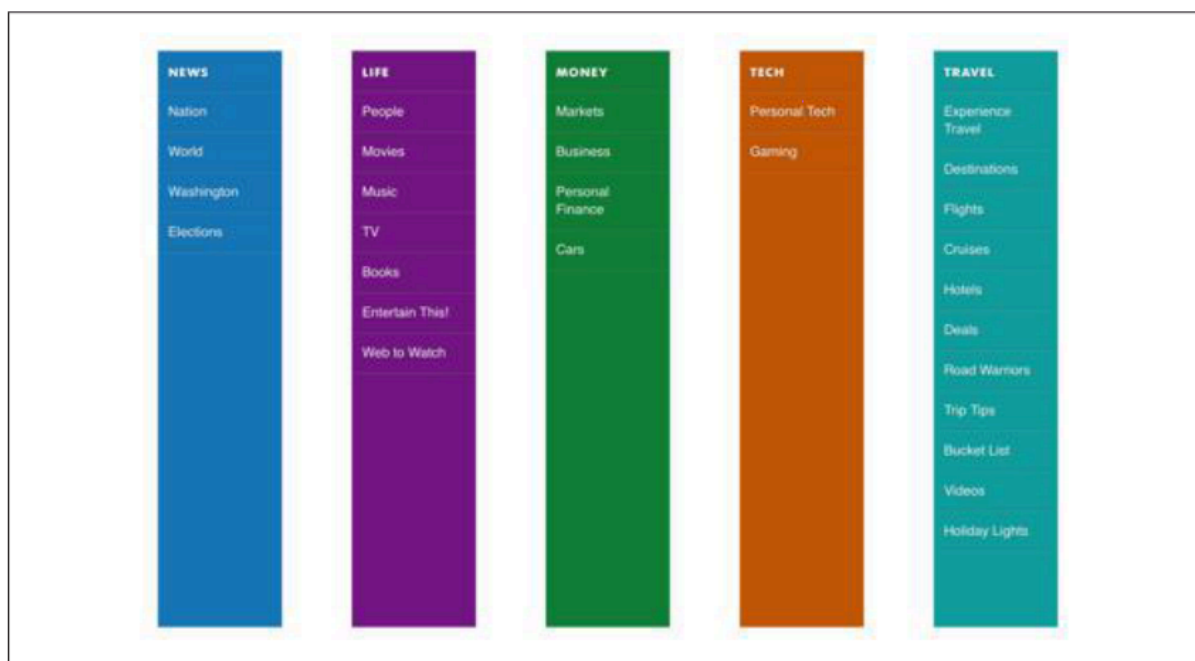 NEWS
Nation
World
Washington
Elections
LIFE
People
Movies
Music
TV
Books
Entertain This!
Web to Watch
MONEY
Markets
Business
Personal
Finance
Cars
TECH
Personal Tech
Gaming
TRAVEL
Experience
Travel
Destinations
Flights
Cruises
Hotels
Deals
Road Warriors
Trip Tips
Bucket List
Videos
Holiday Lights